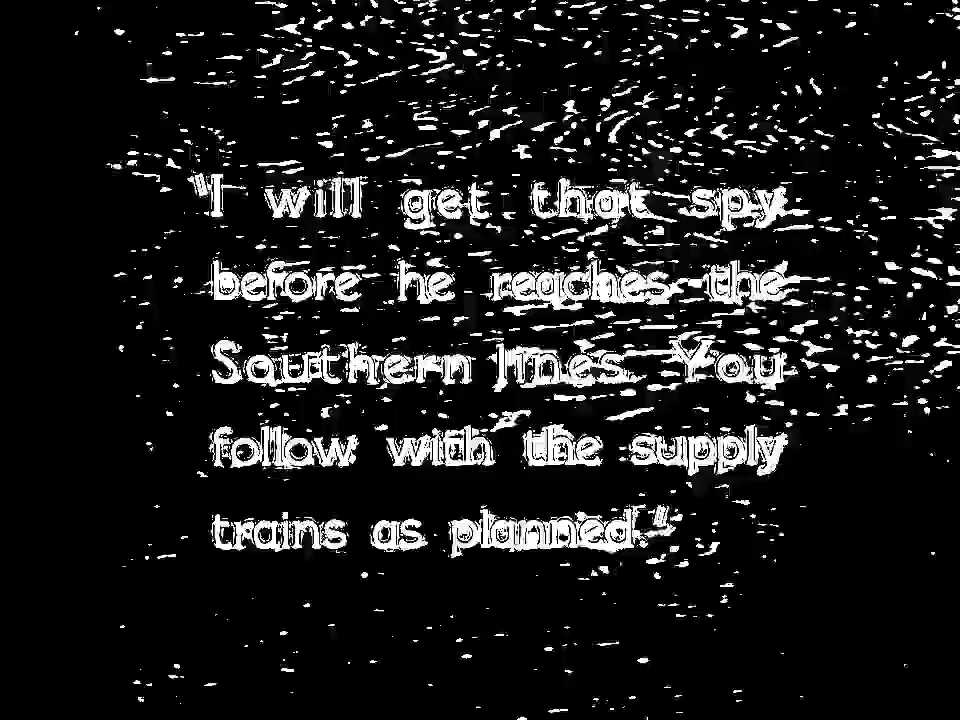 "I will get that spy
before he reaches the
Southern lines. You
follow with the supply
trains as planned."